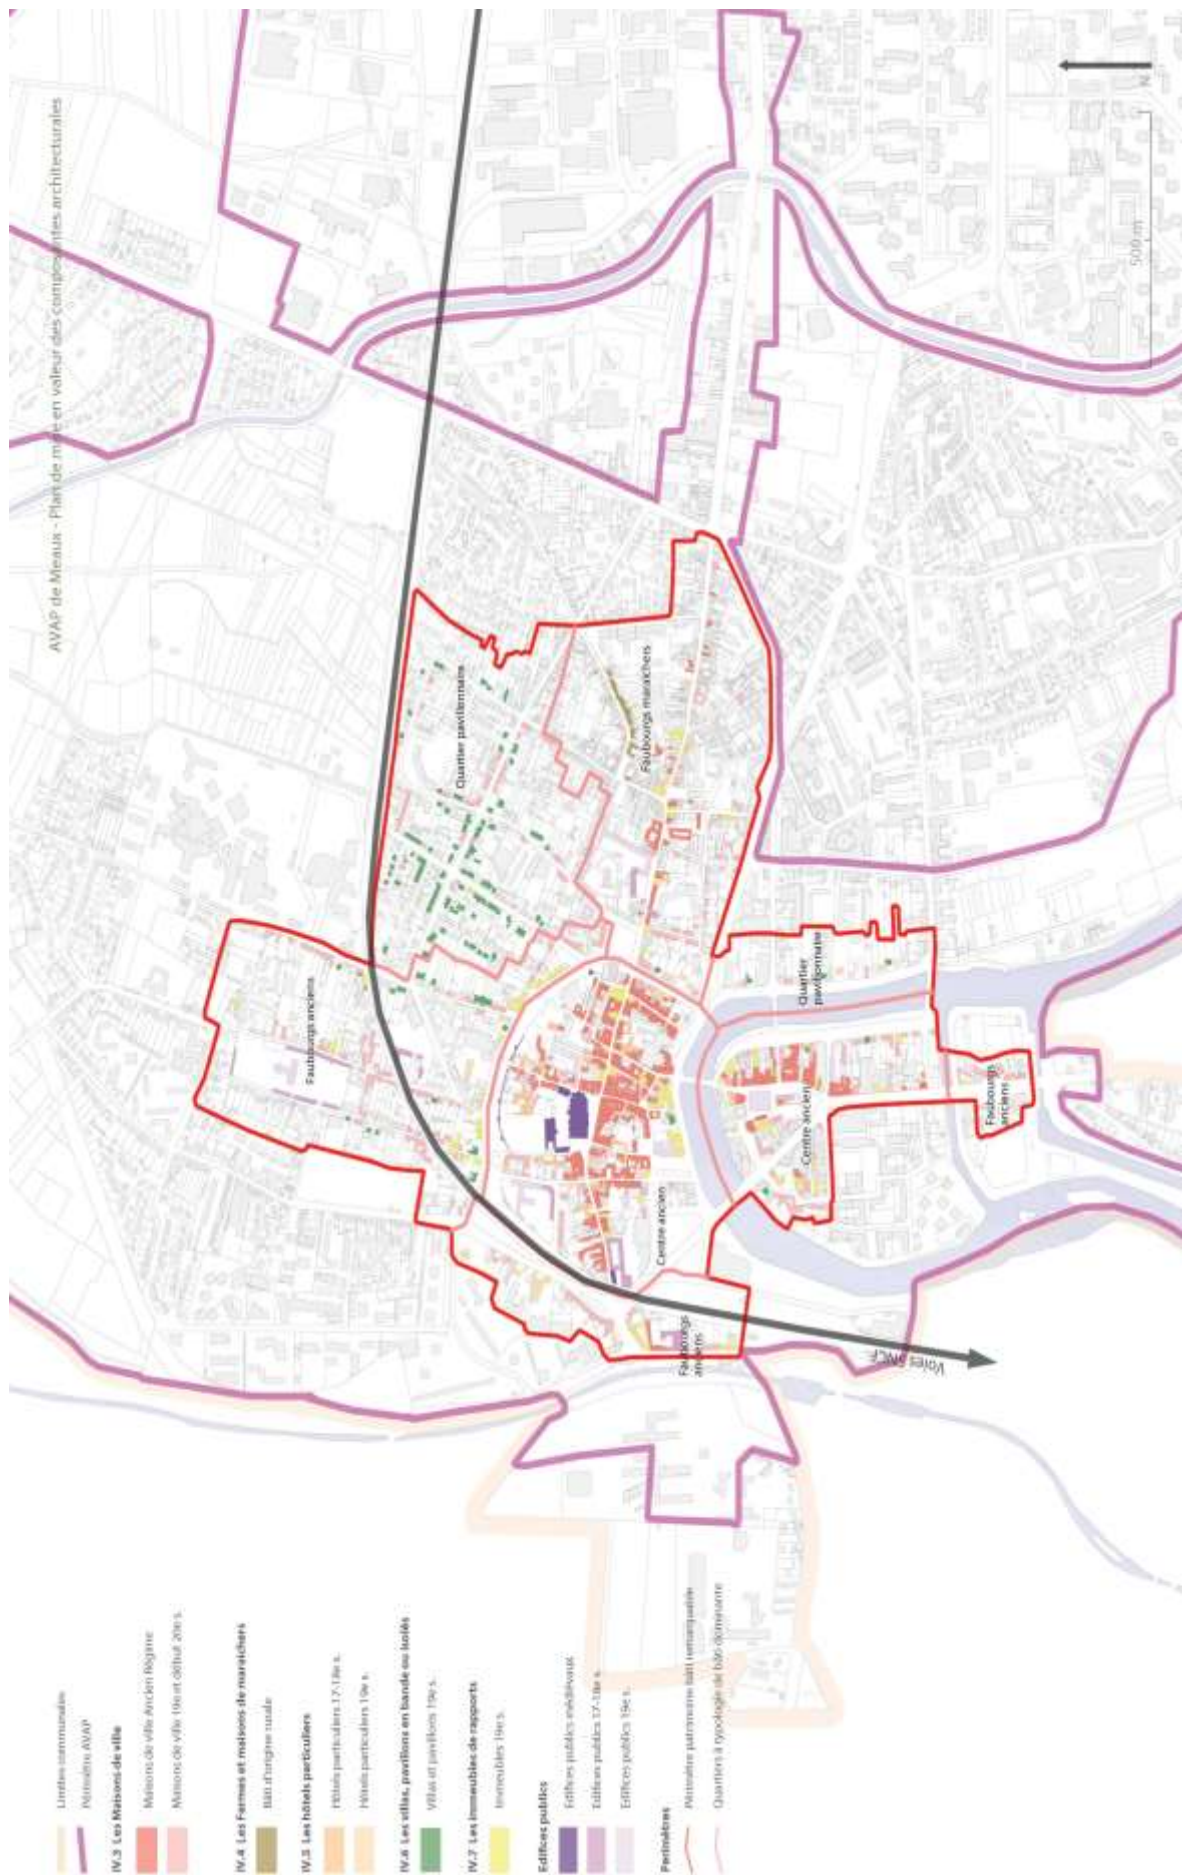 AVAP de Meaux - Plan de mise en valeur des composantes architecturales
Limites communales
Périmètre AVAP
IV.3 Les Maisons de ville
Maisons de ville Ancien Régime
Maisons de ville 19e et début 20e s.
IV.4 Les Fermes et maisons de maraichers
Bâti d'origine rurale
IV.5 Les hôtels particuliers
Hôtels particuliers 17-18e s.
Hôtels particuliers 19e s.
IV.6 Les villas, pavillons en bande ou isolés
Villas et pavillons 19e s.
IV.7 Les immeubles de rapports
Immeubles 19e s.
Edifices publics
Edifices publics médiévaux
Edifices publics 17-18e s.
Edifices publics 19e s.
Perimètres
Périmètre patrimoine bâti remarquable
Quartiers à typologie de bâti dominante
Faubourgs anciens
Quartier pavillonnaire
Faubourgs maraichers
Centre ancien
Faubourgs
anciens
Quartier
pavillonnaire
Centre ancien
Faubourgs
anciens
Voies SNCF
N
500 m